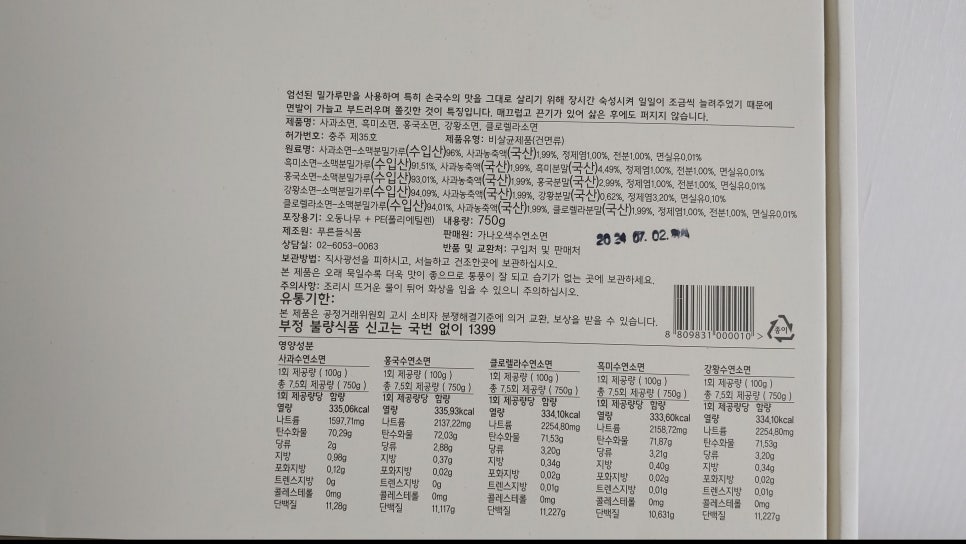 엄선된 밀가루만을 사용하여 특히 손국수의 맛을 그대로 살리기 위해 장시간 숙성시켜 일일이 조금씩 늘려주었기 때문에
면발이 가늘고 부드러우며 쫄깃한 것이 특징입니다. 매끄럽고 끈기가 있어 삶은 후에도 퍼지지 않습니다.
제품명: 사과소면, 흑미소면, 홍국소면, 강황소면, 클로렐라소면
허가번호: 충주 제35호 제품유형: 비살균제품(건면류)
원료명: 사과소면-소맥분밀가루(수입산)96%, 사과농축액(국산)1.99%, 정제염1.00%, 전분1.00%, 면실유0.01%
흑미소면-소맥분밀가루(수입산)91.51%, 사과농축액(국산)1.99%, 흑미분말(국산)4.49%, 정제염1.00%, 전분1.00%, 면실유0.01%
홍국소면-소맥분밀가루(수입산)93.01%, 사과농축액(국산)1.99%, 홍국분말(국산)2.99%, 정제염1.00%, 전분1.00%, 면실유0.01%
강황소면-소맥분밀가루(수입산)94.09%, 사과농축액(국산)1.99%, 강황분말(국산)0.62%, 정제염3.20%, 면실유0.10%
클로렐라소면-소맥분밀가루(수입산)94.01%, 사과농축액(국산)1.99%, 클로렐라분말(국산)1.99%, 정제염1.00%, 전분1.00%, 면실유0.01%
포장용기: 오동나무 + PE(폴리에틸렌) 내용량: 750g
제조원: 푸른들식품 판매원: 가나오색수연소면
상담실: 02-6053-0063 반품 및 교환처: 구입처 및 판매처
2024 07. 02.
보관방법: 직사광선을 피하시고, 서늘하고 건조한곳에 보관하십시오.
본 제품은 오래 묵일수록 더욱 맛이 좋으므로 통풍이 잘 되고 습기가 없는 곳에 보관하세요.
주의사항: 조리시 뜨거운 물이 튀어 화상을 입을 수 있으니 주의하십시오.
유통기한:
본 제품은 공정거래위원회 고시 소비자 분쟁해결기준에 의거 교환, 보상을 받을 수 있습니다.
부정 불량식품 신고는 국번 없이 1399
8 809831 000010 >
종이
영양성분
사과수연소면
1회 제공량 ( 100g )
총 7.5회 제공량 ( 750g )
1회 제공량당 함량
열량 335.06kcal
나트륨 1597.71mg
탄수화물 70.29g
당류 2g
지방 0.98g
포화지방 0.12g
트렌스지방 0g
콜레스테롤 0mg
단백질 11.28g
홍국수연소면
1회 제공량 ( 100g )
총 7.5회 제공량 ( 750g )
1회 제공량당 함량
열량 335.93kcal
나트륨 2137.22mg
탄수화물 72.03g
당류 2.88g
지방 0.37g
포화지방 0.02g
트렌스지방 0g
콜레스테롤 0mg
단백질 11.117g
클로렐라수연소면
1회 제공량 ( 100g )
총 7.5회 제공량 ( 750g )
1회 제공량당 함량
열량 334.10kcal
나트륨 2254.80mg
탄수화물 71.53g
당류 3.20g
지방 0.34g
포화지방 0.02g
트렌스지방 0.01g
콜레스테롤 0mg
단백질 11.227g
흑미수연소면
1회 제공량 ( 100g )
총 7.5회 제공량 ( 750g )
1회 제공량당 함량
열량 333.60kcal
나트륨 2158.72mg
탄수화물 71.87g
당류 3.21g
지방 0.40g
포화지방 0.02g
트렌스지방 0.01g
콜레스테롤 0mg
단백질 10.631g
강황수연소면
1회 제공량 ( 100g )
총 7.5회 제공량 ( 750g )
1회 제공량당 함량
열량 334.10kcal
나트륨 2254.80mg
탄수화물 71.53g
당류 3.20g
지방 0.34g
포화지방 0.02g
트렌스지방 0.01g
콜레스테롤 0mg
단백질 11.227g